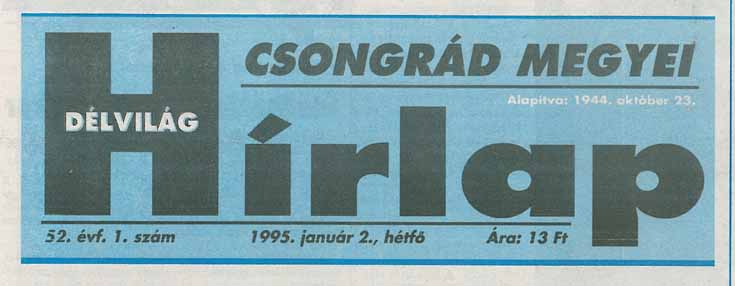 CSONGRÁD MEGYEI
Alapítva: 1944. október 23.
DÉLVILÁG
Hírlap
52. évf. 1. szám 1995. január 2., hétfő Ára: 13 Ft